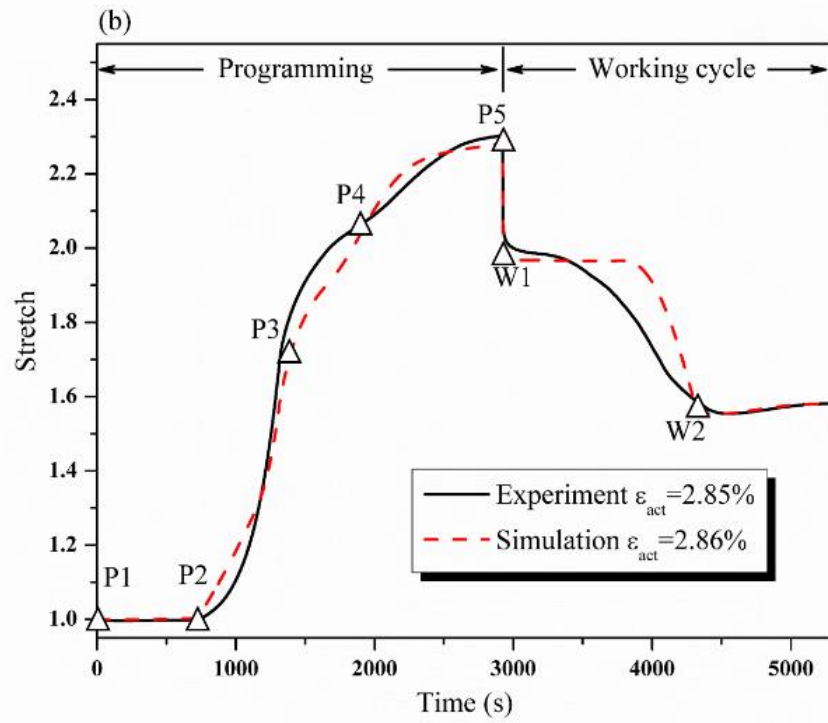 (b)
Programming
Working cycle
P5
2.4
2.2
P4
2.0
W1
1.8
P3
1.6
W2
1.4
Experiment ε_act=2.85%
Simulation ε_act=2.86%
1.2
P1
P2
1.0
0
1000
2000
3000
4000
5000
Time (s)
Stretch